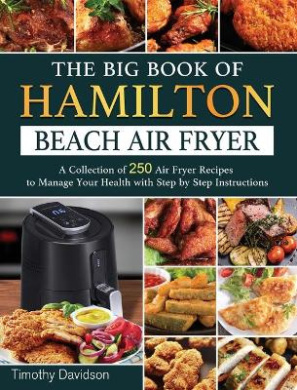 THE BIG BOOK OF
HAMILTON
BEACH AIR FRYER
A Collection of 250 Air Fryer Recipes
to Manage Your Health with Step by Step Instructions
Timothy Davidson